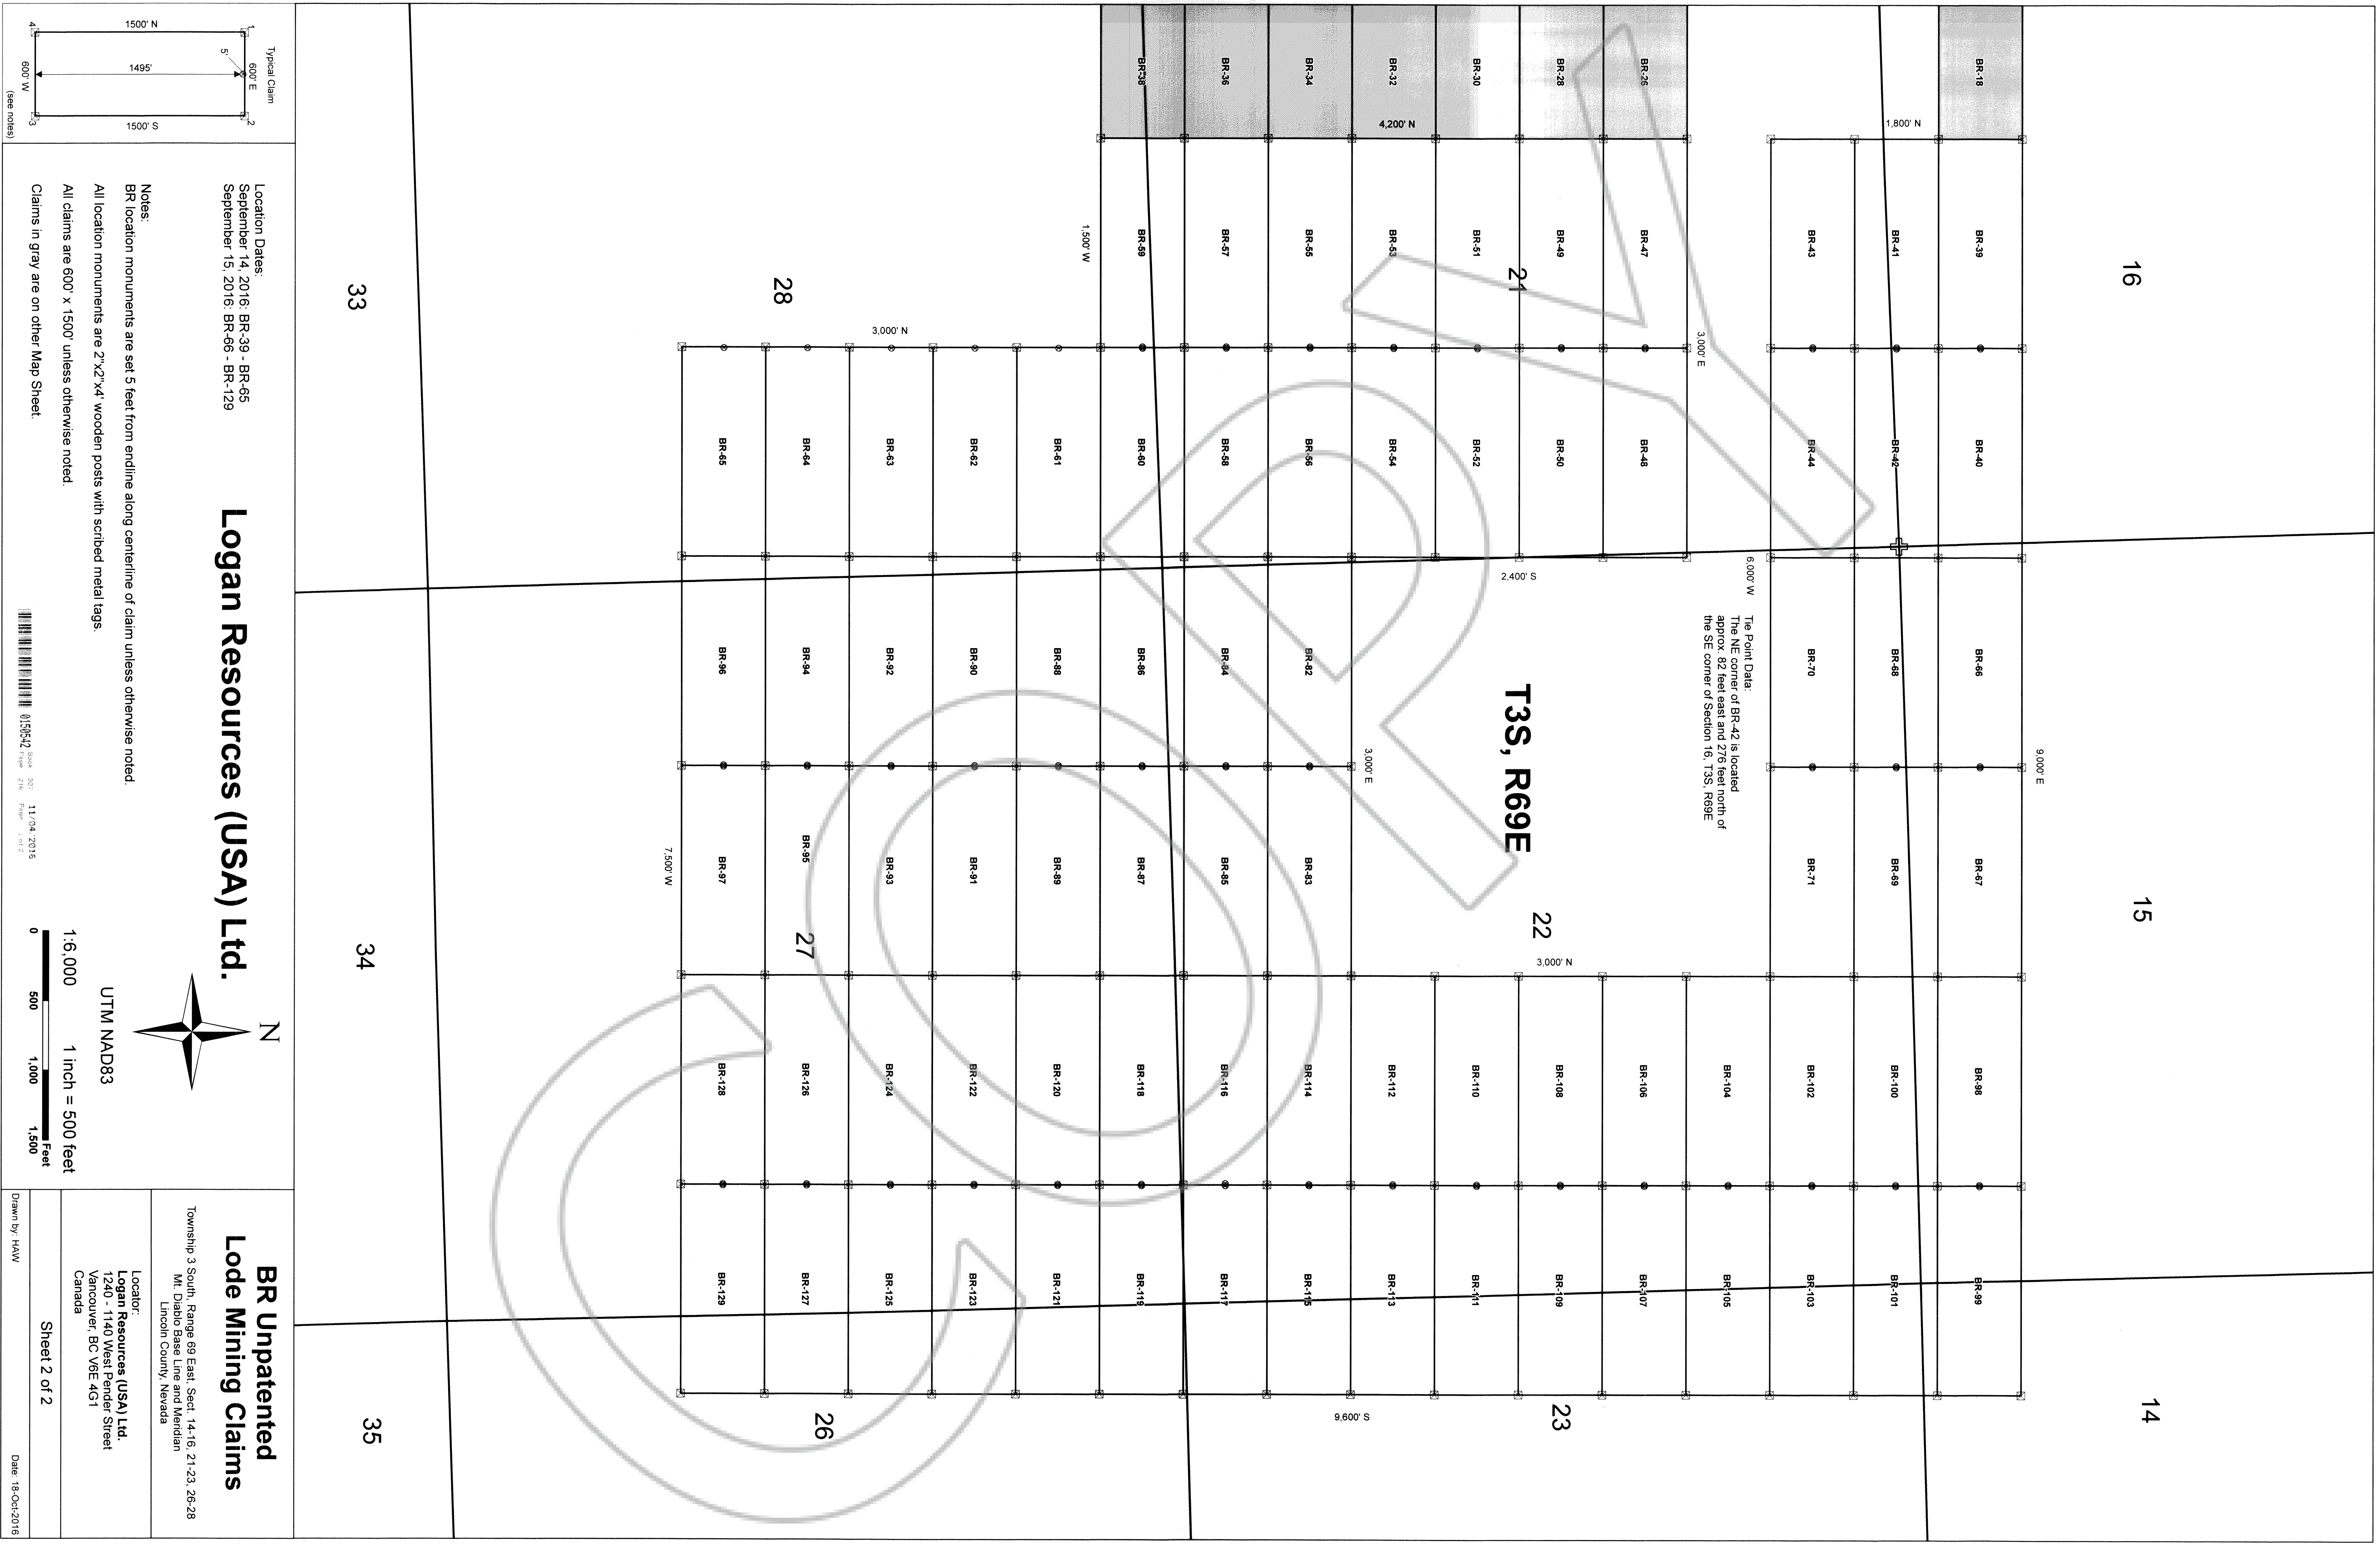 16
15
14
9,000' E
BR-18
BR-39
BR-40
BR-66
BR-67
BR-98
BR-99
1,800' N
BR-41
BR-42
BR-68
BR-69
BR-100
BR-101
BR-43
BR-44
BR-70
BR-71
BR-102
BR-103
6,000' W
Tie Point Data:
The NE corner of BR-42 is located
approx. 82 feet east and 276 feet north of
the SE corner of Section 16, T3S, R69E
BR-104
BR-105
3,000' E
BR-26
BR-47
BR-48
BR-106
BR-107
BR-28
BR-49
BR-50
BR-108
BR-109
21
22
23
3,000' N
2,400' S
T3S, R69E
BR-30
BR-51
BR-52
BR-110
BR-111
4,200' N
BR-32
BR-53
BR-54
BR-112
BR-113
3,000' E
9,600' S
BR-34
BR-55
BR-56
BR-82
BR-83
BR-114
BR-115
BR-36
BR-57
BR-58
BR-84
BR-85
BR-116
BR-117
BR-38
BR-59
BR-60
BR-86
BR-87
BR-118
BR-119
1,500' W
BR-61
BR-88
BR-89
BR-120
BR-121
BR-62
BR-90
BR-91
BR-122
BR-123
3,000' N
BR-63
BR-92
BR-93
BR-124
BR-125
28
27
26
BR-64
BR-94
BR-95
BR-126
BR-127
BR-65
BR-96
BR-97
BR-128
BR-129
7,500' W
33
34
35
COPY
Typical Claim
1
600' E
2
5'
1500' N
1495'
1500' S
4
600' W
3
(see notes)
Location Dates:
September 14, 2016: BR-39 - BR-65
September 15, 2016: BR-66 - BR-129
Notes:
BR location monuments are set 5 feet from endline along centerline of claim unless otherwise noted.
All location monuments are 2"x2"x4' wooden posts with scribed metal tags.
All claims are 600' x 1500' unless otherwise noted.
Claims in gray are on other Map Sheet.
Logan Resources (USA) Ltd.
0150542
Book 307 11/04/2016
Page 216 Page
N
UTM NAD83
1:6,000 1 inch = 500 feet
Feet
0 500 1,000 1,500
BR Unpatented
Lode Mining Claims
Township 3 South, Range 69 East, Sect. 14-16, 21-23, 26-28
Mt. Diablo Base Line and Meridian
Lincoln County, Nevada
Locator:
Logan Resources (USA) Ltd.
1240 - 1140 West Pender Street
Vancouver, BC V6E 4G1
Canada
Sheet 2 of 2
Drawn by: HAW
Date: 18-Oct-2016